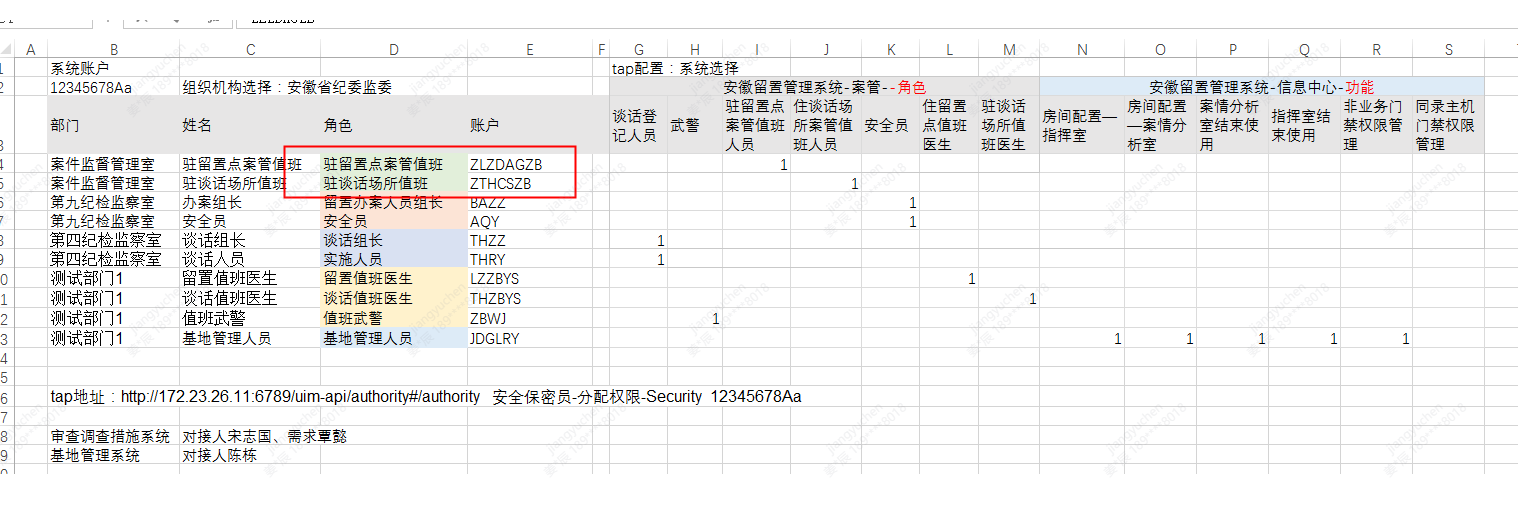 A B C D E F G H I J K L M N O P Q R S
1 系统账户 tap配置：系统选择
2 12345678Aa 组织机构选择：安徽省纪委监委 安徽留置管理系统-案管--角色 安徽留置管理系统-信息中心-功能
3 部门 姓名 角色 账户 谈话登记人员 武警 驻留置点案管值班人员 住谈话场所案管值班人员 安全员 住留置点值班医生 驻谈话场所值班医生 房间配置—指挥室 房间配置—案情分析室 案情分析室结束使用 指挥室结束使用 非业务门禁权限管理 同录主机门禁权限管理
4 案件监督管理室 驻留置点案管值班 驻留置点案管值班 ZLZDAGZB 1
5 案件监督管理室 驻谈话场所值班 驻谈话场所值班 ZTHCSZB 1
6 第九纪检监察室 办案组长 留置办案人员组长 BAZZ 1
7 第九纪检监察室 安全员 安全员 AQY 1
8 第四纪检监察室 谈话组长 谈话组长 THZZ 1
9 第四纪检监察室 谈话人员 实施人员 THRY 1
0 测试部门1 留置值班医生 留置值班医生 LZZBYS 1
1 测试部门1 谈话值班医生 谈话值班医生 THZBYS 1
2 测试部门1 值班武警 值班武警 ZBWJ 1
3 测试部门1 基地管理人员 基地管理人员 JDGLRY 1 1 1 1 1
4
5
6 tap地址：http://172.23.26.11:6789/uim-api/authority#/authority 安全保密员-分配权限-Security 12345678Aa
7
8 审查调查措施系统 对接人宋志国、需求覃懿
9 基地管理系统 对接人陈栋